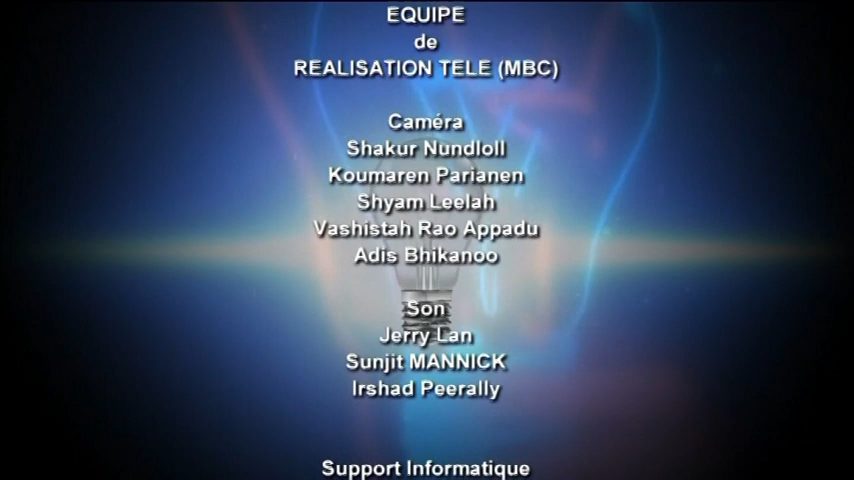 EQUIPE
de
REALISATION TELE (MBC)
Caméra
Shakur Nundloll
Koumaren Parianen
Shyam Leelah
Vashistah Rao Appadu
Adis Bhikanoo
Son
Jerry Lan
Sunjit MANNICK
Irshad Peerally
Support Informatique